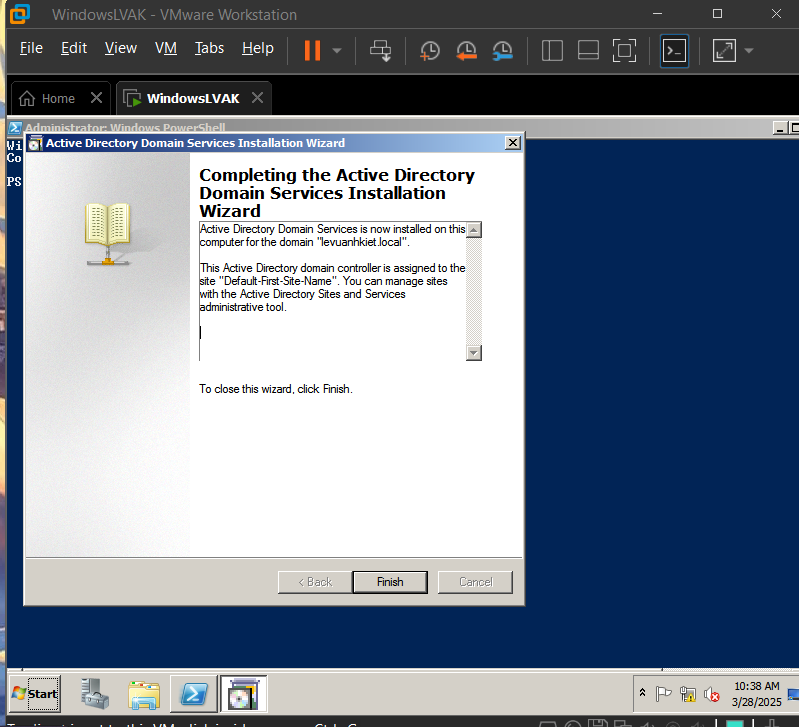 WindowsLVAK - VMware Workstation
File Edit View VM Tabs Help
Home WindowsLVAK
Administrator: Windows PowerShell
Wi
Co
PS
Active Directory Domain Services Installation Wizard
Completing the Active Directory
Domain Services Installation
Wizard
Active Directory Domain Services is now installed on this
computer for the domain "levuanhkiet.local".
This Active Directory domain controller is assigned to the
site "Default-First-Site-Name". You can manage sites
with the Active Directory Sites and Services
administrative tool.
To close this wizard, click Finish.
< Back Finish Cancel
Start
10:38 AM
3/28/2025